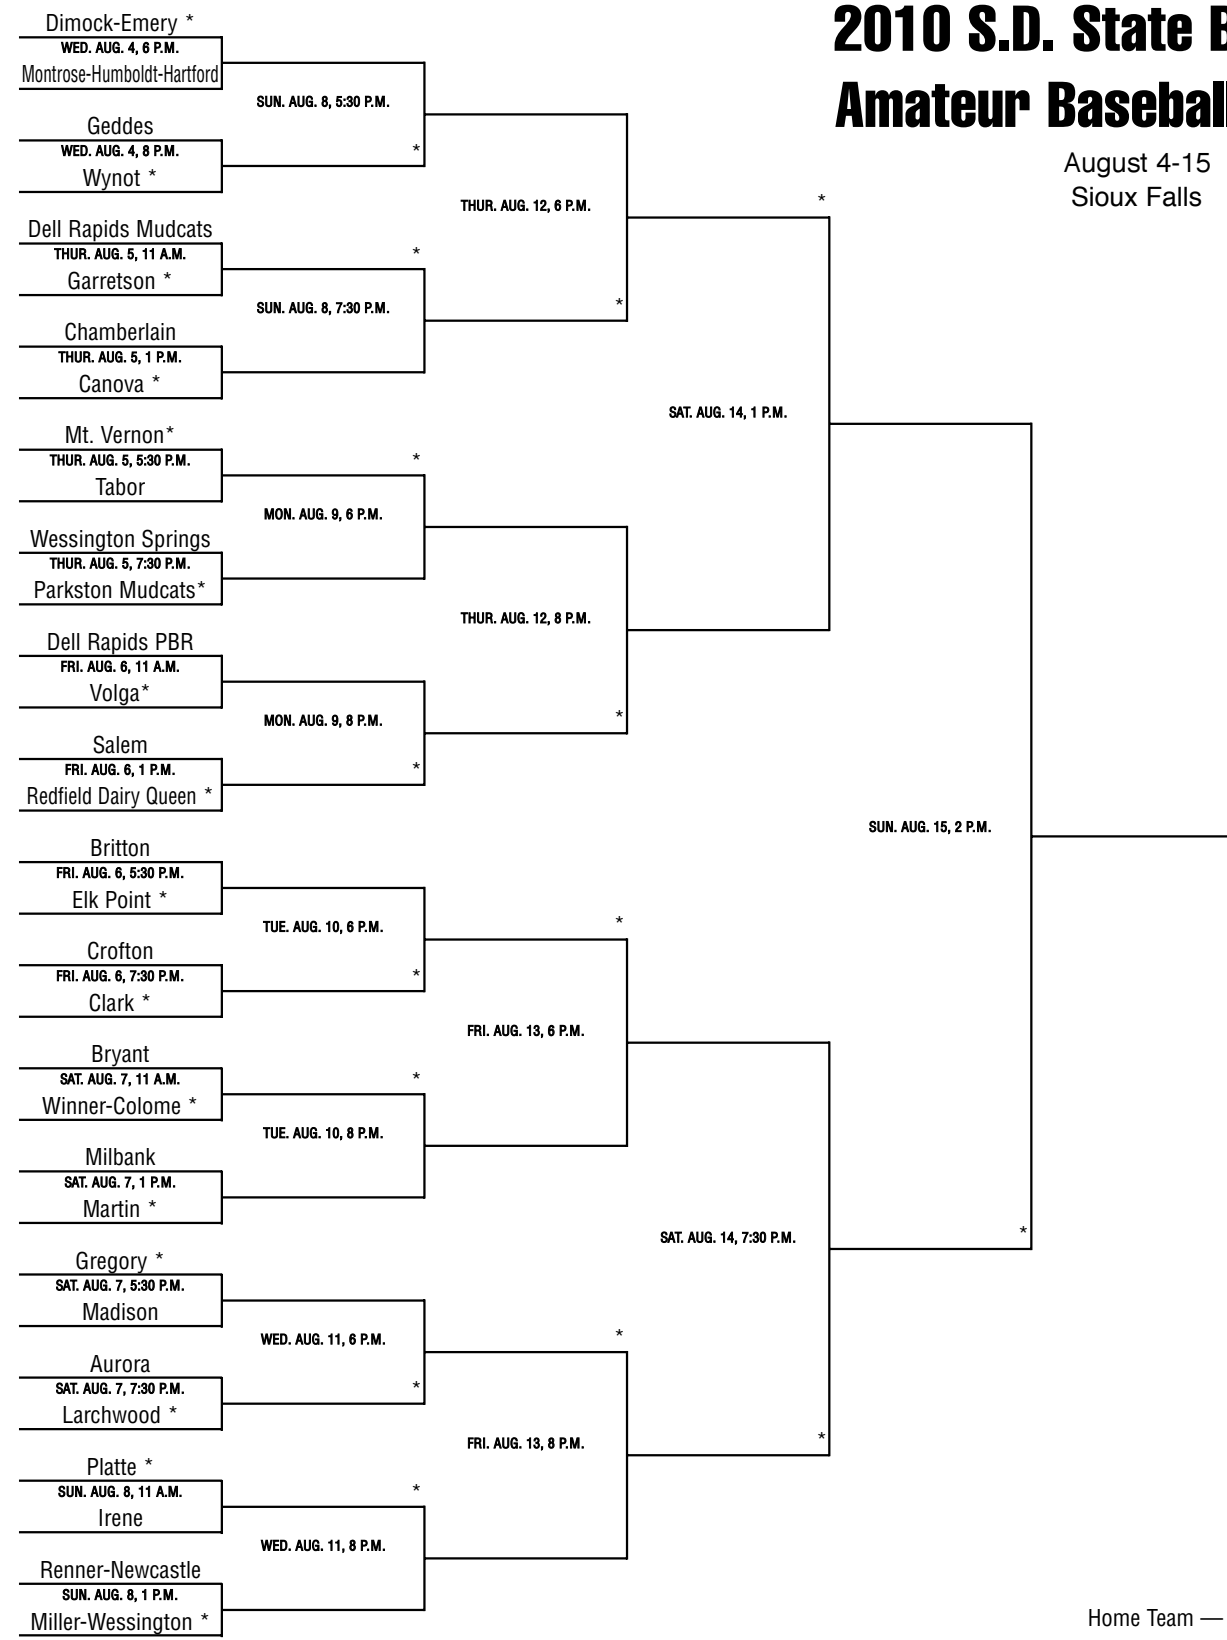 2010 S.D. State B
Amateur Baseball
August 4-15
Sioux Falls
Dimock-Emery *
WED. AUG. 4, 6 P.M.
Montrose-Humboldt-Hartford
SUN. AUG. 8, 5:30 P.M.
Geddes
WED. AUG. 4, 8 P.M.
*
Wynot *
THUR. AUG. 12, 6 P.M.
*
Dell Rapids Mudcats
THUR. AUG. 5, 11 A.M.
*
Garretson *
SUN. AUG. 8, 7:30 P.M.
*
Chamberlain
THUR. AUG. 5, 1 P.M.
Canova *
SAT. AUG. 14, 1 P.M.
Mt. Vernon*
THUR. AUG. 5, 5:30 P.M.
*
Tabor
MON. AUG. 9, 6 P.M.
Wessington Springs
THUR. AUG. 5, 7:30 P.M.
Parkston Mudcats*
THUR. AUG. 12, 8 P.M.
Dell Rapids PBR
FRI. AUG. 6, 11 A.M.
Volga*
MON. AUG. 9, 8 P.M.
*
Salem
FRI. AUG. 6, 1 P.M.
*
Redfield Dairy Queen *
SUN. AUG. 15, 2 P.M.
Britton
FRI. AUG. 6, 5:30 P.M.
Elk Point *
TUE. AUG. 10, 6 P.M.
*
Crofton
FRI. AUG. 6, 7:30 P.M.
*
Clark *
FRI. AUG. 13, 6 P.M.
Bryant
SAT. AUG. 7, 11 A.M.
*
Winner-Colome *
TUE. AUG. 10, 8 P.M.
Milbank
SAT. AUG. 7, 1 P.M.
Martin *
SAT. AUG. 14, 7:30 P.M.
*
Gregory *
SAT. AUG. 7, 5:30 P.M.
Madison
WED. AUG. 11, 6 P.M.
*
Aurora
SAT. AUG. 7, 7:30 P.M.
*
Larchwood *
FRI. AUG. 13, 8 P.M.
*
Platte *
SUN. AUG. 8, 11 A.M.
*
Irene
WED. AUG. 11, 8 P.M.
Renner-Newcastle
SUN. AUG. 8, 1 P.M.
Miller-Wessington *
Home Team —